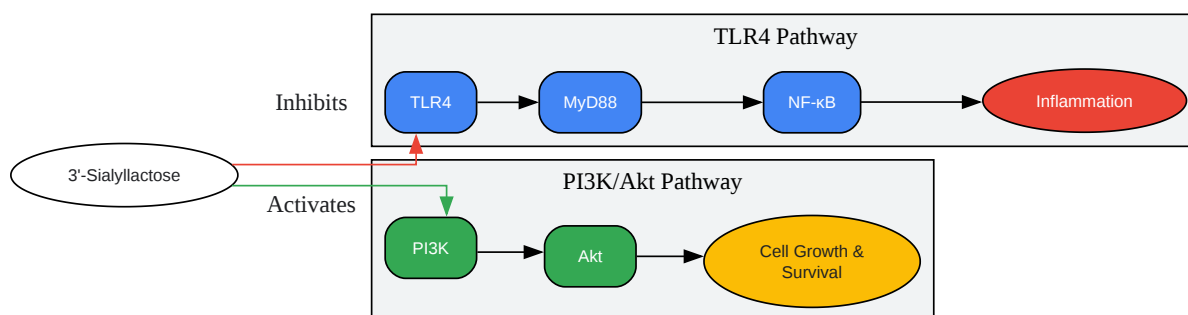 TLR4 Pathway
Inhibits
TLR4
MyD88
NF-κB
Inflammation
3'-Sialyllactose
Activates
PI3K/Akt Pathway
PI3K
Akt
Cell Growth &
Survival